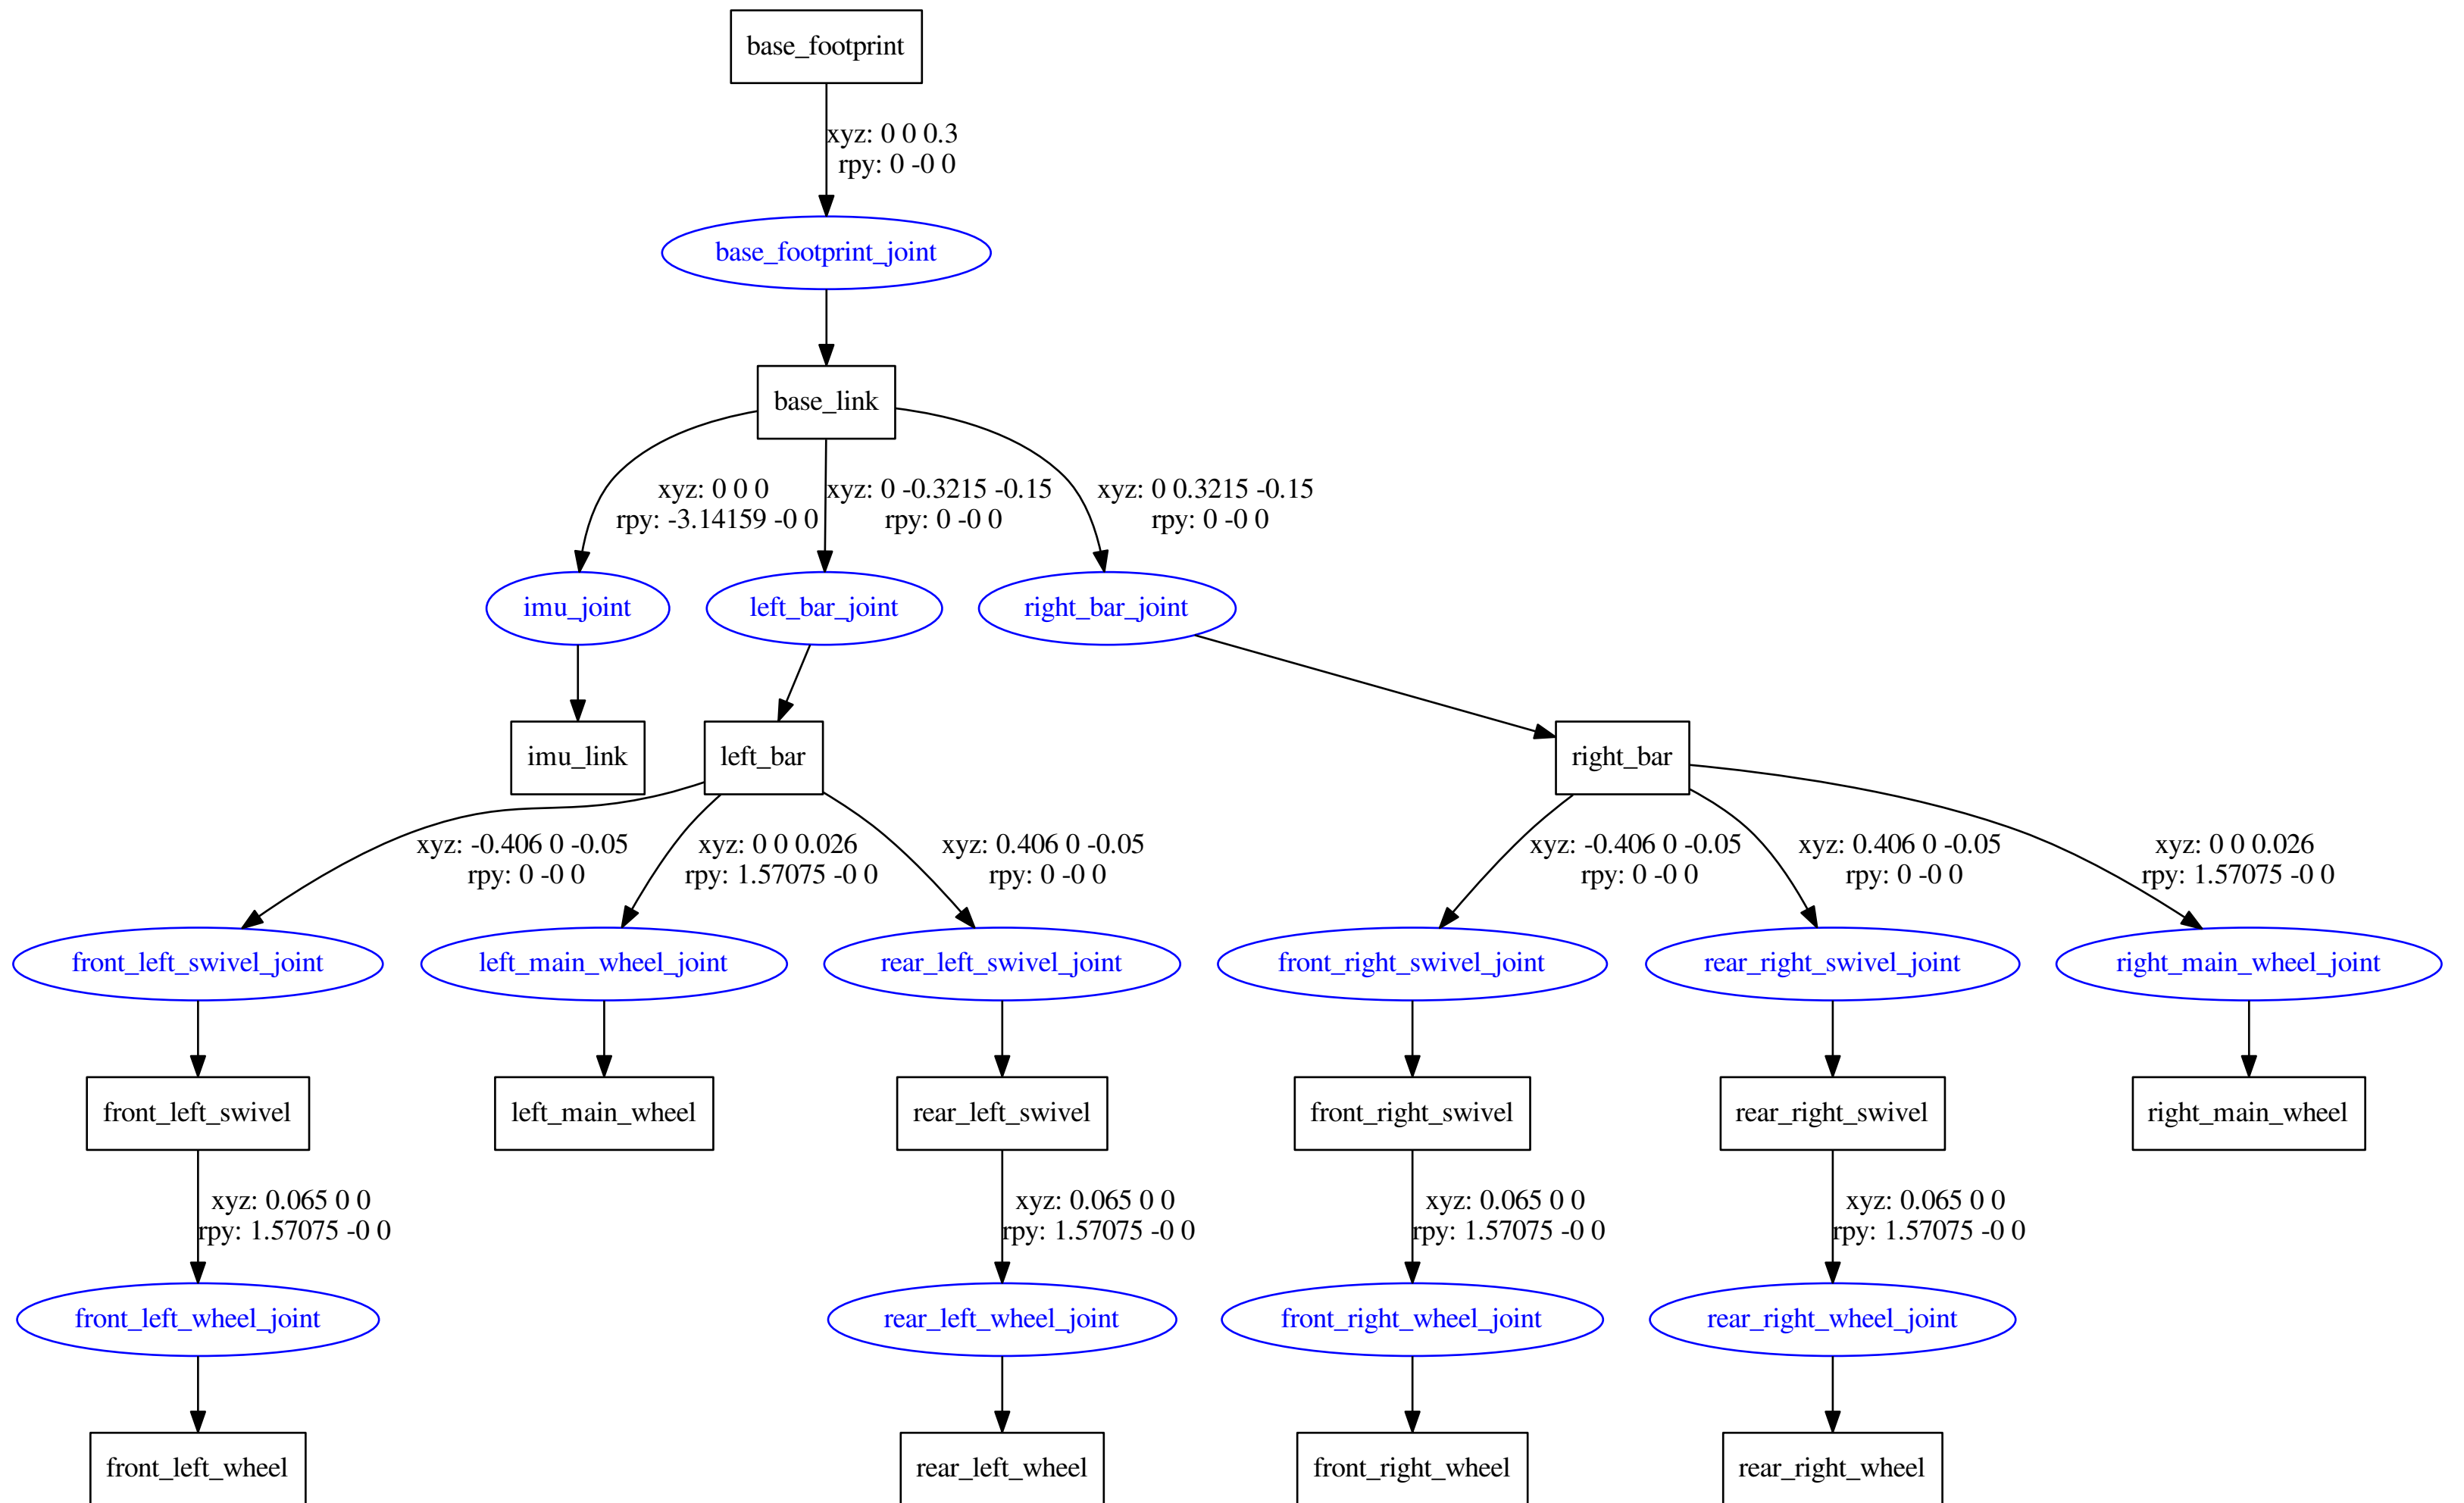 base_footprint
xyz: 0 0 0.3
rpy: 0 -0 0
base_footprint_joint
base_link
xyz: 0 0 0
rpy: -3.14159 -0 0
xyz: 0 -0.3215 -0.15
rpy: 0 -0 0
xyz: 0 0.3215 -0.15
rpy: 0 -0 0
imu_joint
left_bar_joint
right_bar_joint
imu_link
left_bar
right_bar
xyz: -0.406 0 -0.05
rpy: 0 -0 0
xyz: 0 0 0.026
rpy: 1.57075 -0 0
xyz: 0.406 0 -0.05
rpy: 0 -0 0
xyz: -0.406 0 -0.05
rpy: 0 -0 0
xyz: 0.406 0 -0.05
rpy: 0 -0 0
xyz: 0 0 0.026
rpy: 1.57075 -0 0
front_left_swivel_joint
left_main_wheel_joint
rear_left_swivel_joint
front_right_swivel_joint
rear_right_swivel_joint
right_main_wheel_joint
front_left_swivel
left_main_wheel
rear_left_swivel
front_right_swivel
rear_right_swivel
right_main_wheel
xyz: 0.065 0 0
rpy: 1.57075 -0 0
xyz: 0.065 0 0
rpy: 1.57075 -0 0
xyz: 0.065 0 0
rpy: 1.57075 -0 0
xyz: 0.065 0 0
rpy: 1.57075 -0 0
front_left_wheel_joint
rear_left_wheel_joint
front_right_wheel_joint
rear_right_wheel_joint
front_left_wheel
rear_left_wheel
front_right_wheel
rear_right_wheel